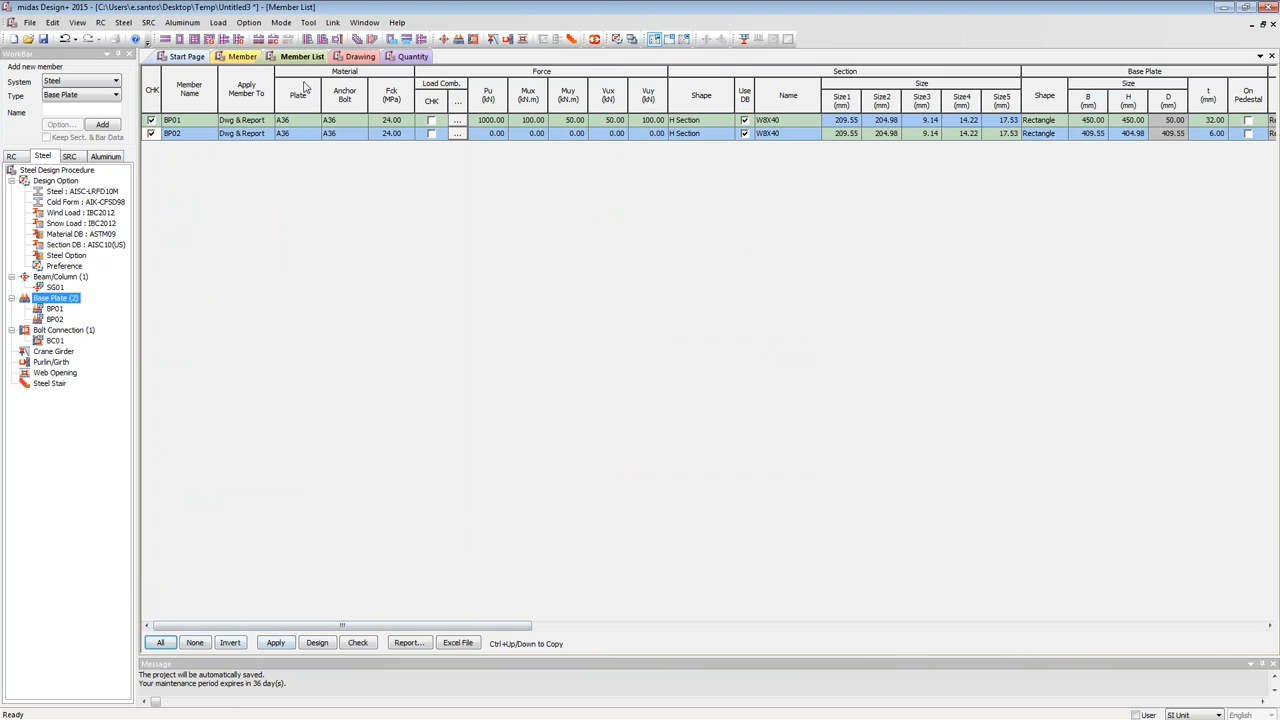 midas Design+ 2015 - [C:\Users\e.santos\Desktop\Temp\Untitled3 *] - [Member List]
File Edit View RC Steel SRC Aluminum Load Option Mode Tool Link Window Help
WorkBar
Start Page Member Member List Drawing Quantity
Add new member
System Steel
Type Base Plate
Name
Option... Add
Keep Sect. & Bar Data
RC Steel SRC Aluminum
Steel Design Procedure
Design Option
Steel : AISC-LRFD10M
Cold Form : AIK-CFSD98
Wind Load : IBC2012
Snow Load : IBC2012
Material DB : ASTM09
Section DB : AISC10(US)
Steel Option
Preference
Beam/Column (1)
SG01
Base Plate (2)
BP01
BP02
Bolt Connection (1)
BC01
Crane Girder
Purlin/Girth
Web Opening
Steel Stair
Material Force Section Base Plate
CHK Member Name Apply Member To Plate Anchor Bolt Fck (MPa) Load Comb. CHK ... Pu (kN) Mux (kN.m) Muy (kN.m) Vux (kN) Vuy (kN) Shape Use DB Name Size Size1 (mm) Size2 (mm) Size3 (mm) Size4 (mm) Size5 (mm) Shape Size B (mm) H (mm) D (mm) t (mm) On Pedestal
BP01 Dwg & Report A36 A36 24.00 ... 1000.00 100.00 50.00 50.00 100.00 H Section W8X40 209.55 204.98 9.14 14.22 17.53 Rectangle 450.00 450.00 50.00 32.00 Re
BP02 Dwg & Report A36 A36 24.00 ... 0.00 0.00 0.00 0.00 0.00 H Section W8X40 209.55 204.98 9.14 14.22 17.53 Rectangle 409.55 404.98 409.55 6.00 Re
All None Invert Apply Design Check Report... Excel File Ctrl+Up/Down to Copy
Message
The project will be automatically saved.
Your maintenance period expires in 36 day(s).
Ready User SI Unit English